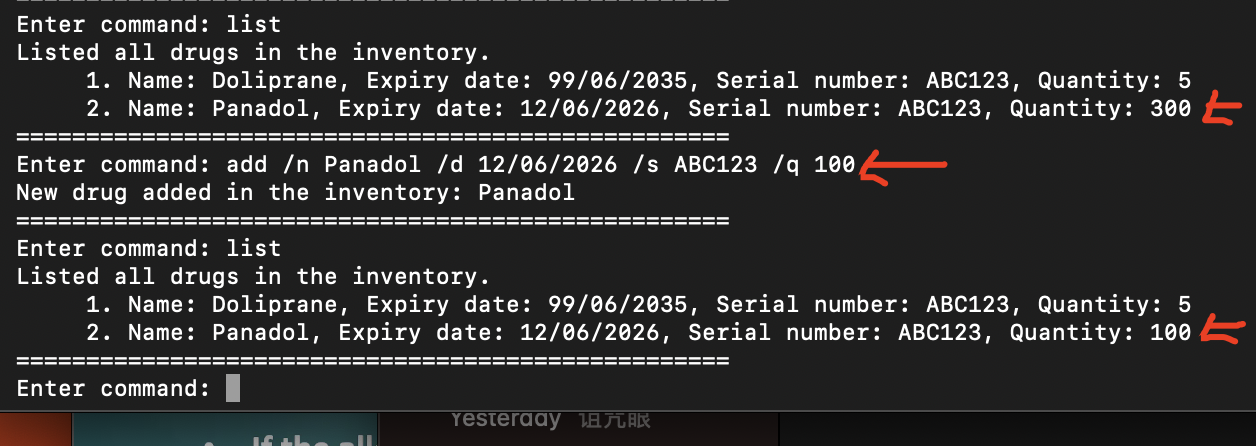 =====================================================
Enter command: list
Listed all drugs in the inventory.
1. Name: Doliprane, Expiry date: 99/06/2035, Serial number: ABC123, Quantity: 5
2. Name: Panadol, Expiry date: 12/06/2026, Serial number: ABC123, Quantity: 300
=====================================================
Enter command: add /n Panadol /d 12/06/2026 /s ABC123 /q 100
New drug added in the inventory: Panadol
=====================================================
Enter command: list
Listed all drugs in the inventory.
1. Name: Doliprane, Expiry date: 99/06/2035, Serial number: ABC123, Quantity: 5
2. Name: Panadol, Expiry date: 12/06/2026, Serial number: ABC123, Quantity: 100
=====================================================
Enter command:
Yesterday 诅咒眼
If the all